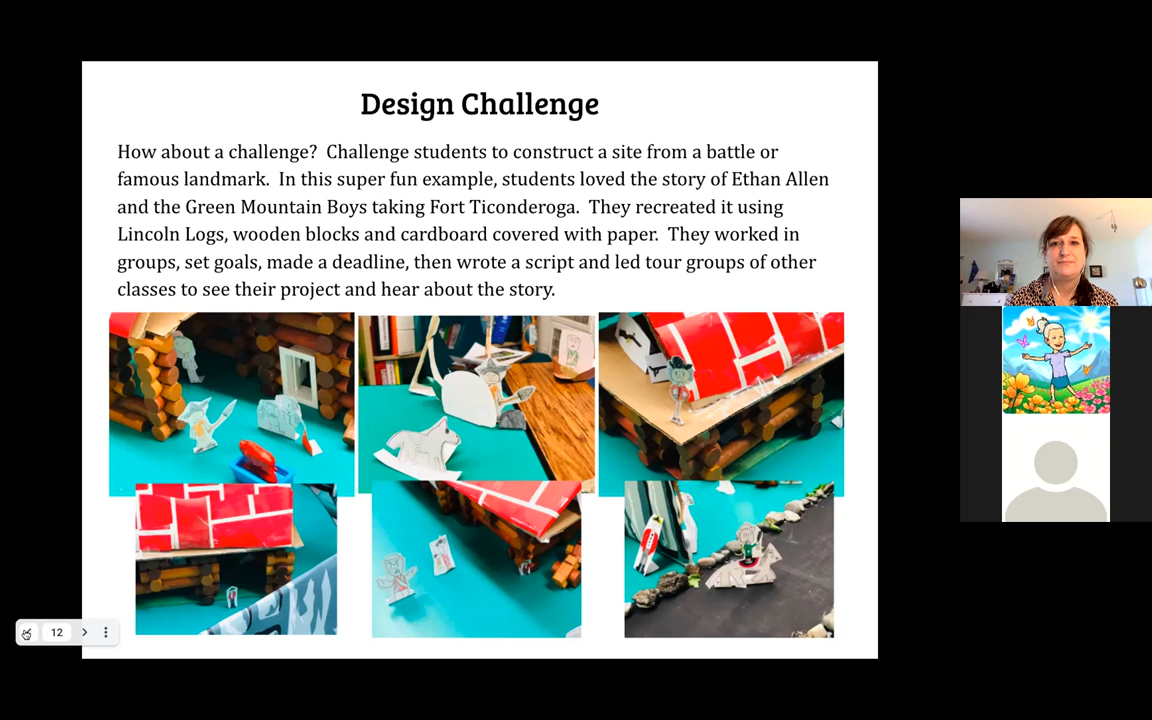 Design Challenge
How about a challenge?  Challenge students to construct a site from a battle or
famous landmark.  In this super fun example, students loved the story of Ethan Allen
and the Green Mountain Boys taking Fort Ticonderoga.  They recreated it using
Lincoln Logs, wooden blocks and cardboard covered with paper.  They worked in
groups, set goals, made a deadline, then wrote a script and led tour groups of other
classes to see their project and hear about the story.
12